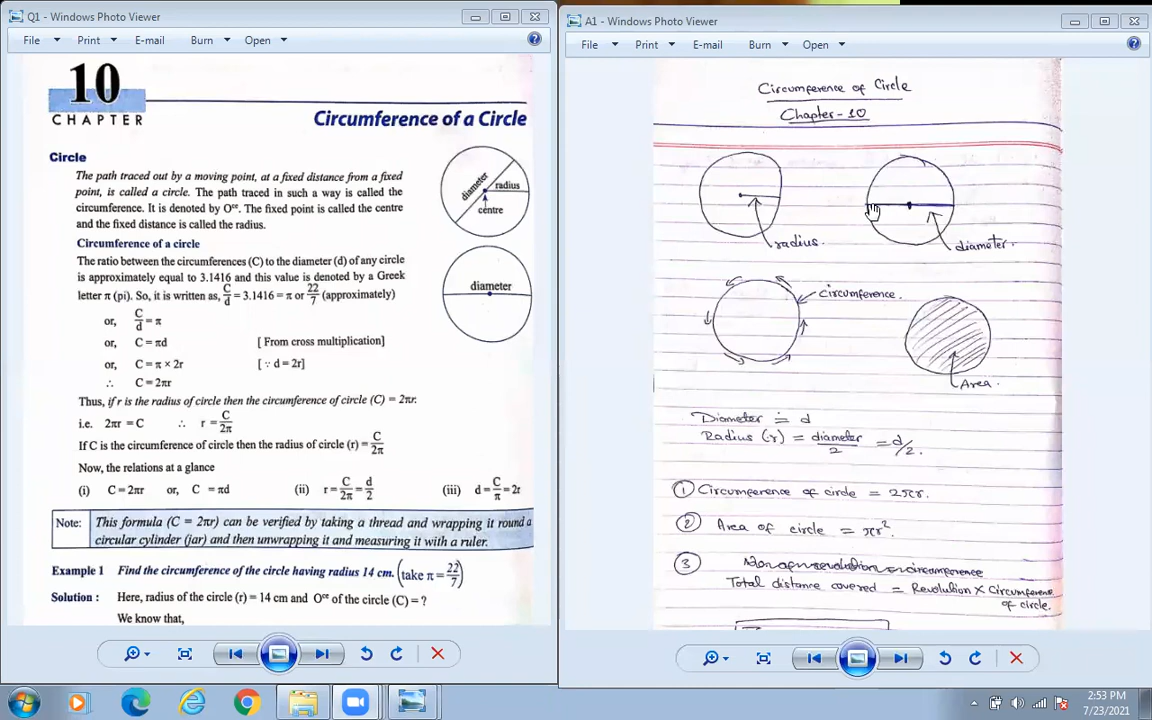 Q1 - Windows Photo Viewer
File Print E-mail Burn Open
10
CHAPTER
Circumference of a Circle
Circle
The path traced out by a moving point, at a fixed distance from a fixed
point, is called a circle. The path traced in such a way is called the
circumference. It is denoted by Oce. The fixed point is called the centre
and the fixed distance is called the radius.
diameter
radius
centre
Circumference of a circle
The ratio between the circumferences (C) to the diameter (d) of any circle
is approximately equal to 3.1416 and this value is denoted by a Greek
letter π (pi). So, it is written as, C/d = 3.1416 = π or 22/7 (approximately)
diameter
or, C/d = π
or, C = πd [ From cross multiplication]
or, C = π × 2r [ ∵ d = 2r]
∴ C = 2πr
Thus, if r is the radius of circle then the circumference of circle (C) = 2πr.
i.e. 2πr = C ∴ r = C/2π
If C is the circumference of circle then the radius of circle (r) = C/2π
Now, the relations at a glance
(i) C = 2πr or, C = πd (ii) r = C/2π = d/2 (iii) d = C/π = 2r
Note: This formula (C = 2πr) can be verified by taking a thread and wrapping it round a
circular cylinder (jar) and then unwrapping it and measuring it with a ruler.
Example 1 Find the circumference of the circle having radius 14 cm. (take π = 22/7)
Solution : Here, radius of the circle (r) = 14 cm and Oce of the circle (C) = ?
We know that,
A1 - Windows Photo Viewer
File Print E-mail Burn Open
Circumference of Circle
Chapter - 10
radius.
diameter.
circumference.
Area.
Diameter = d
Radius (r) = diameter/2 = d/2.
① Circumference of circle = 2πr.
② Area of circle = πr².
③
Total distance covered = Revolution × Circumference
of circle.
2:53 PM
7/23/2021